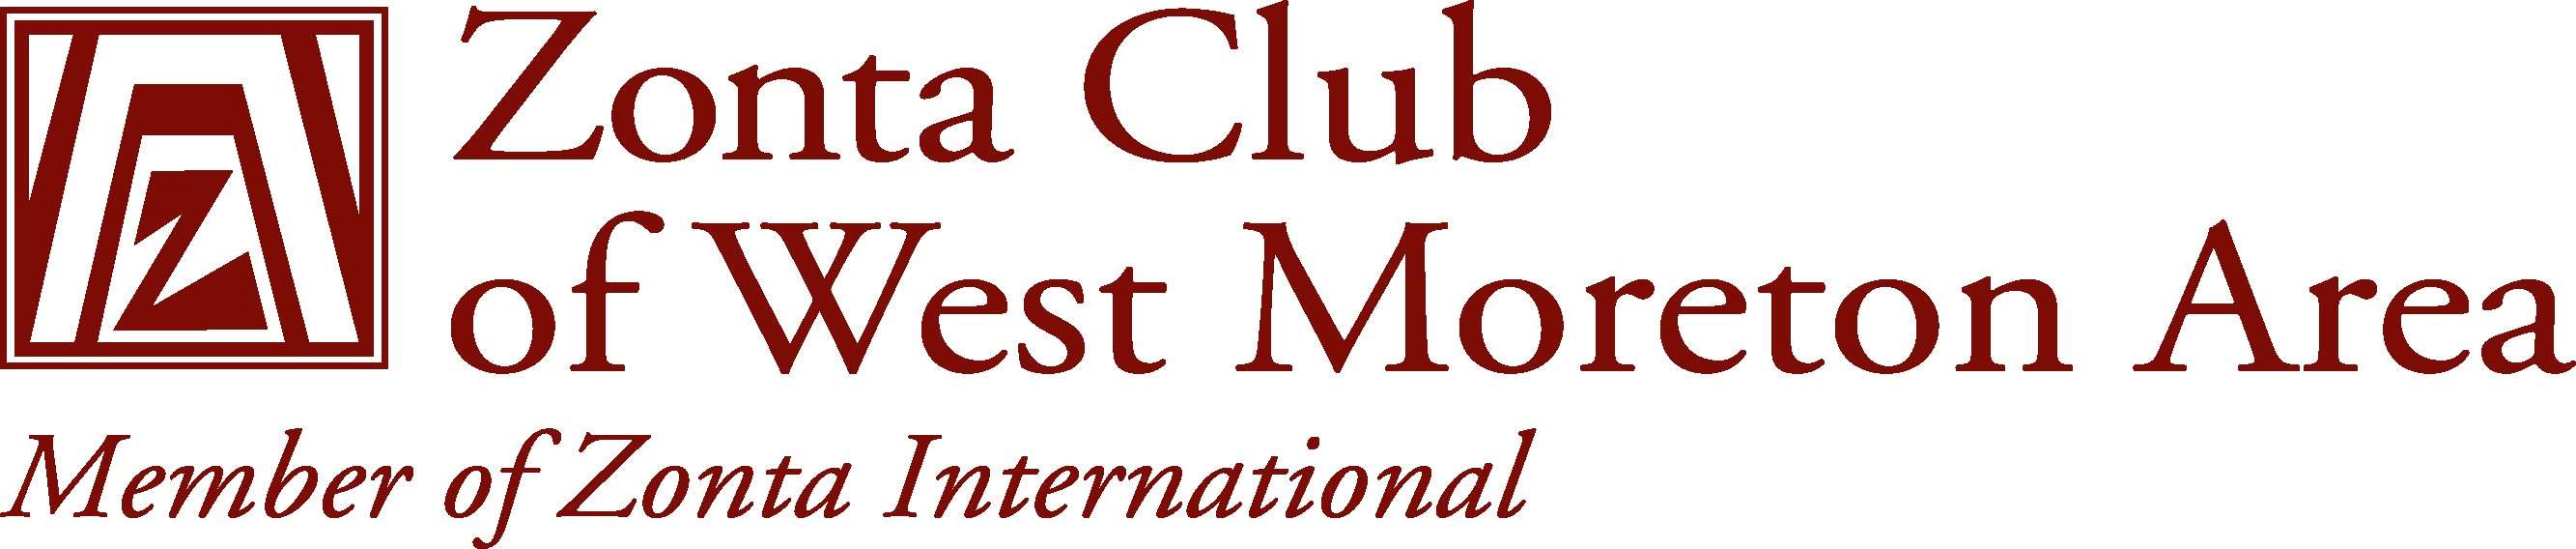 Zonta Club
of West Moreton Area
Member of Zonta International